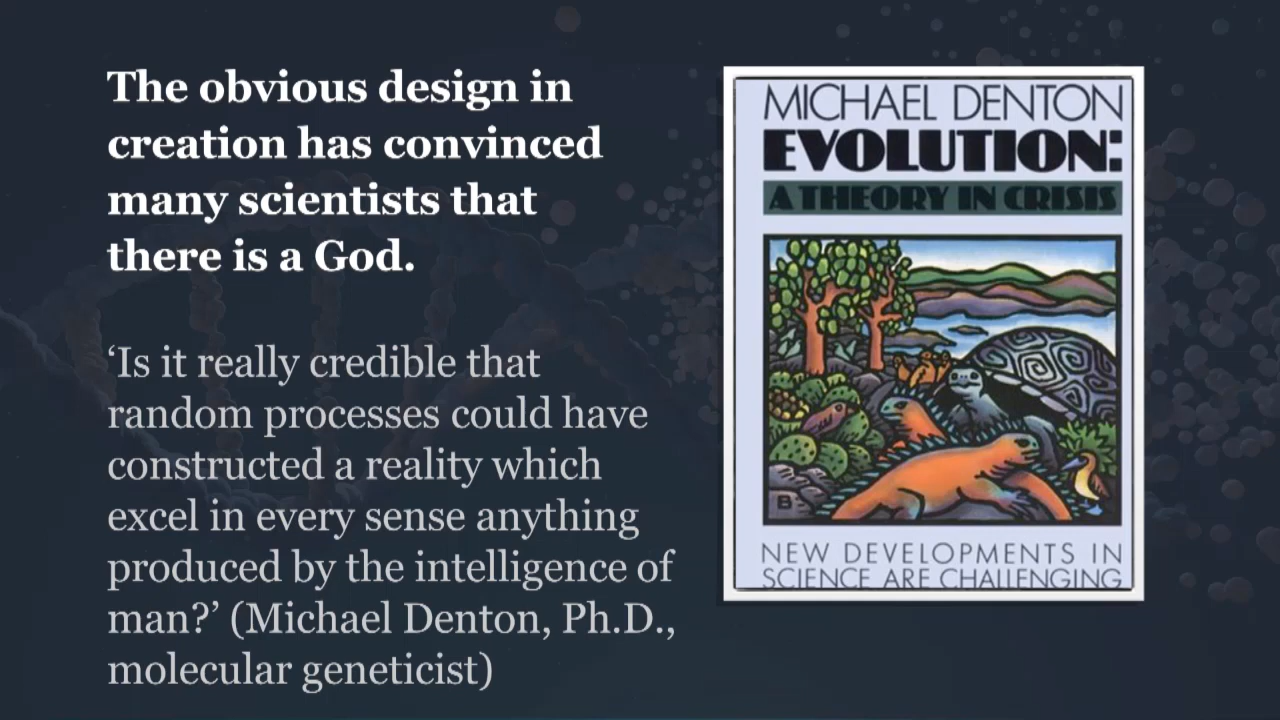 The obvious design in
creation has convinced
many scientists that
there is a God.
‘Is it really credible that
random processes could have
constructed a reality which
excel in every sense anything
produced by the intelligence of
man?’ (Michael Denton, Ph.D.,
molecular geneticist)
MICHAEL DENTON
EVOLUTION:
A THEORY IN CRISIS
B
NEW DEVELOPMENTS IN
SCIENCE ARE CHALLENGING